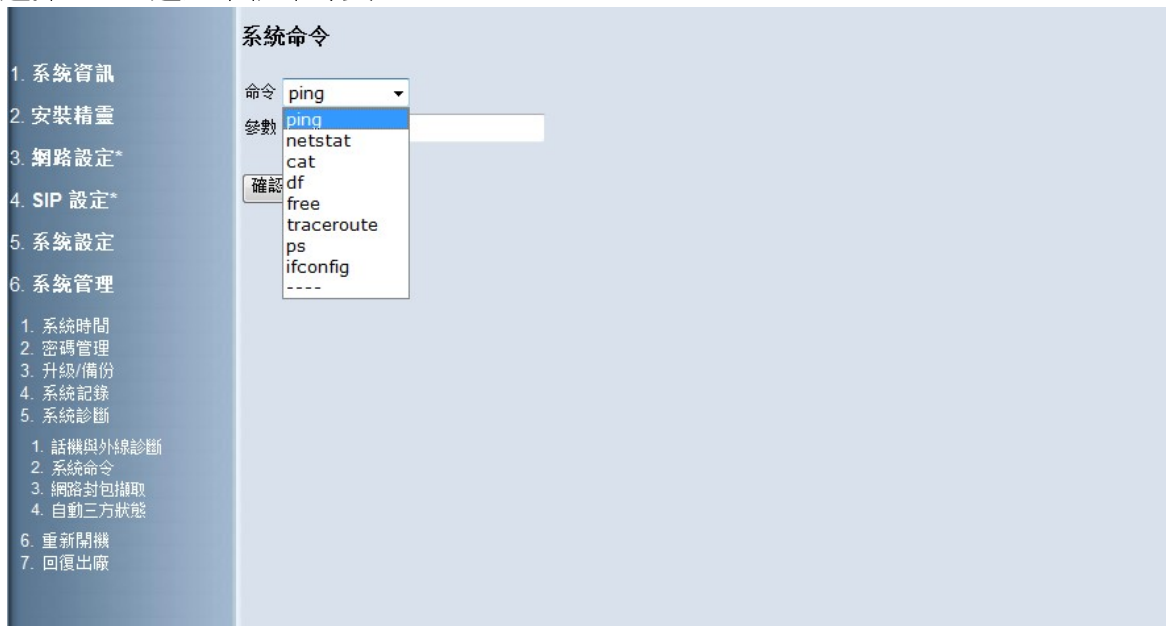 系統命令
1. 系統資訊
2. 安裝精靈
3. 網路設定*
4. SIP 設定*
5. 系統設定
6. 系統管理
1. 系統時間
2. 密碼管理
3. 升級/備份
4. 系統記錄
5. 系統診斷
1. 話機與外線診斷
2. 系統命令
3. 網路封包擷取
4. 自動三方狀態
6. 重新開機
7. 回復出廠
命令 ping
參數
ping
netstat
cat
df
free
traceroute
ps
ifconfig
----
確認